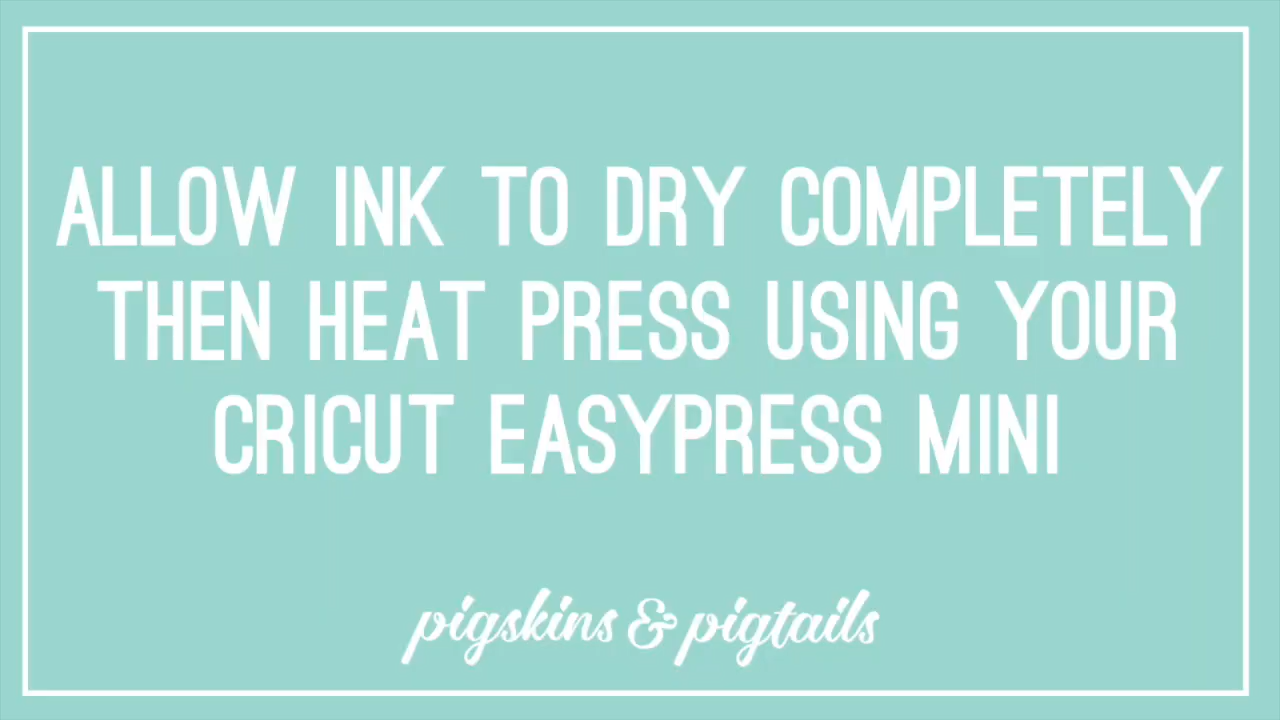 ALLOW INK TO DRY COMPLETELY
THEN HEAT PRESS USING YOUR
CRICUT EASYPRESS MINI
pigskins & pigtails